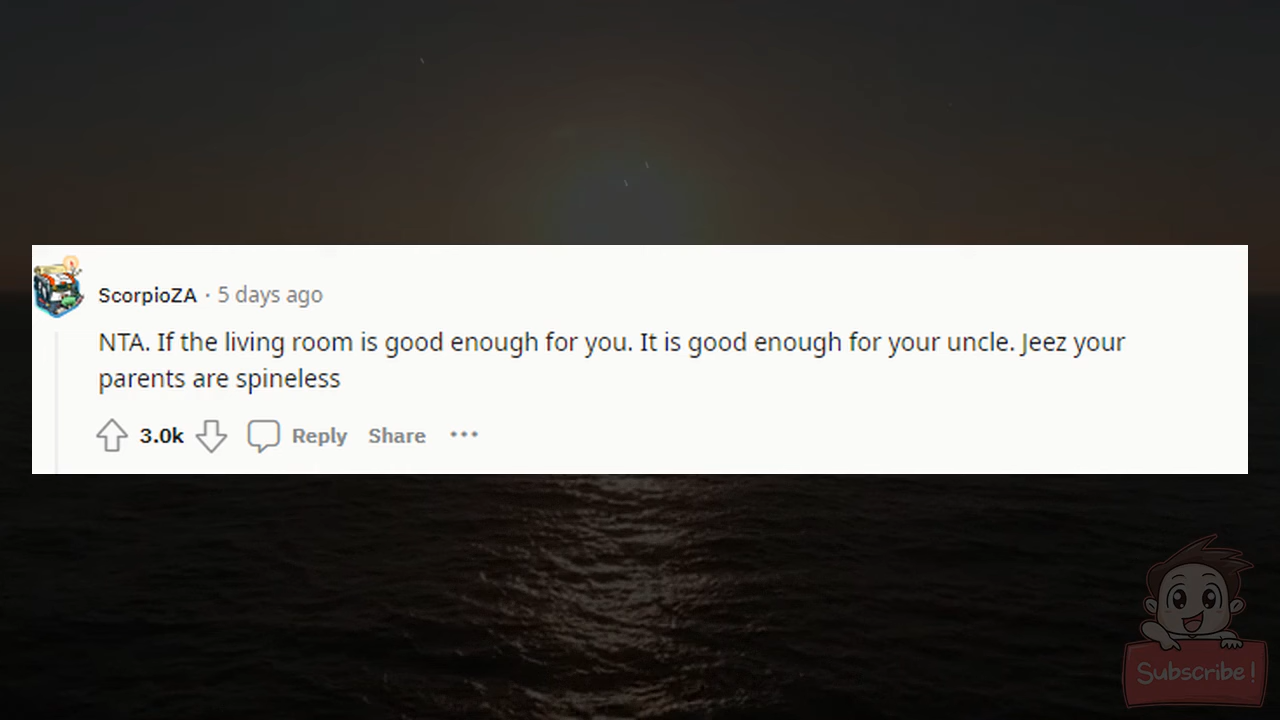 ScorpioZA · 5 days ago
NTA. If the living room is good enough for you. It is good enough for your uncle. Jeez your
parents are spineless
3.0k Reply Share ···
Subscribe!